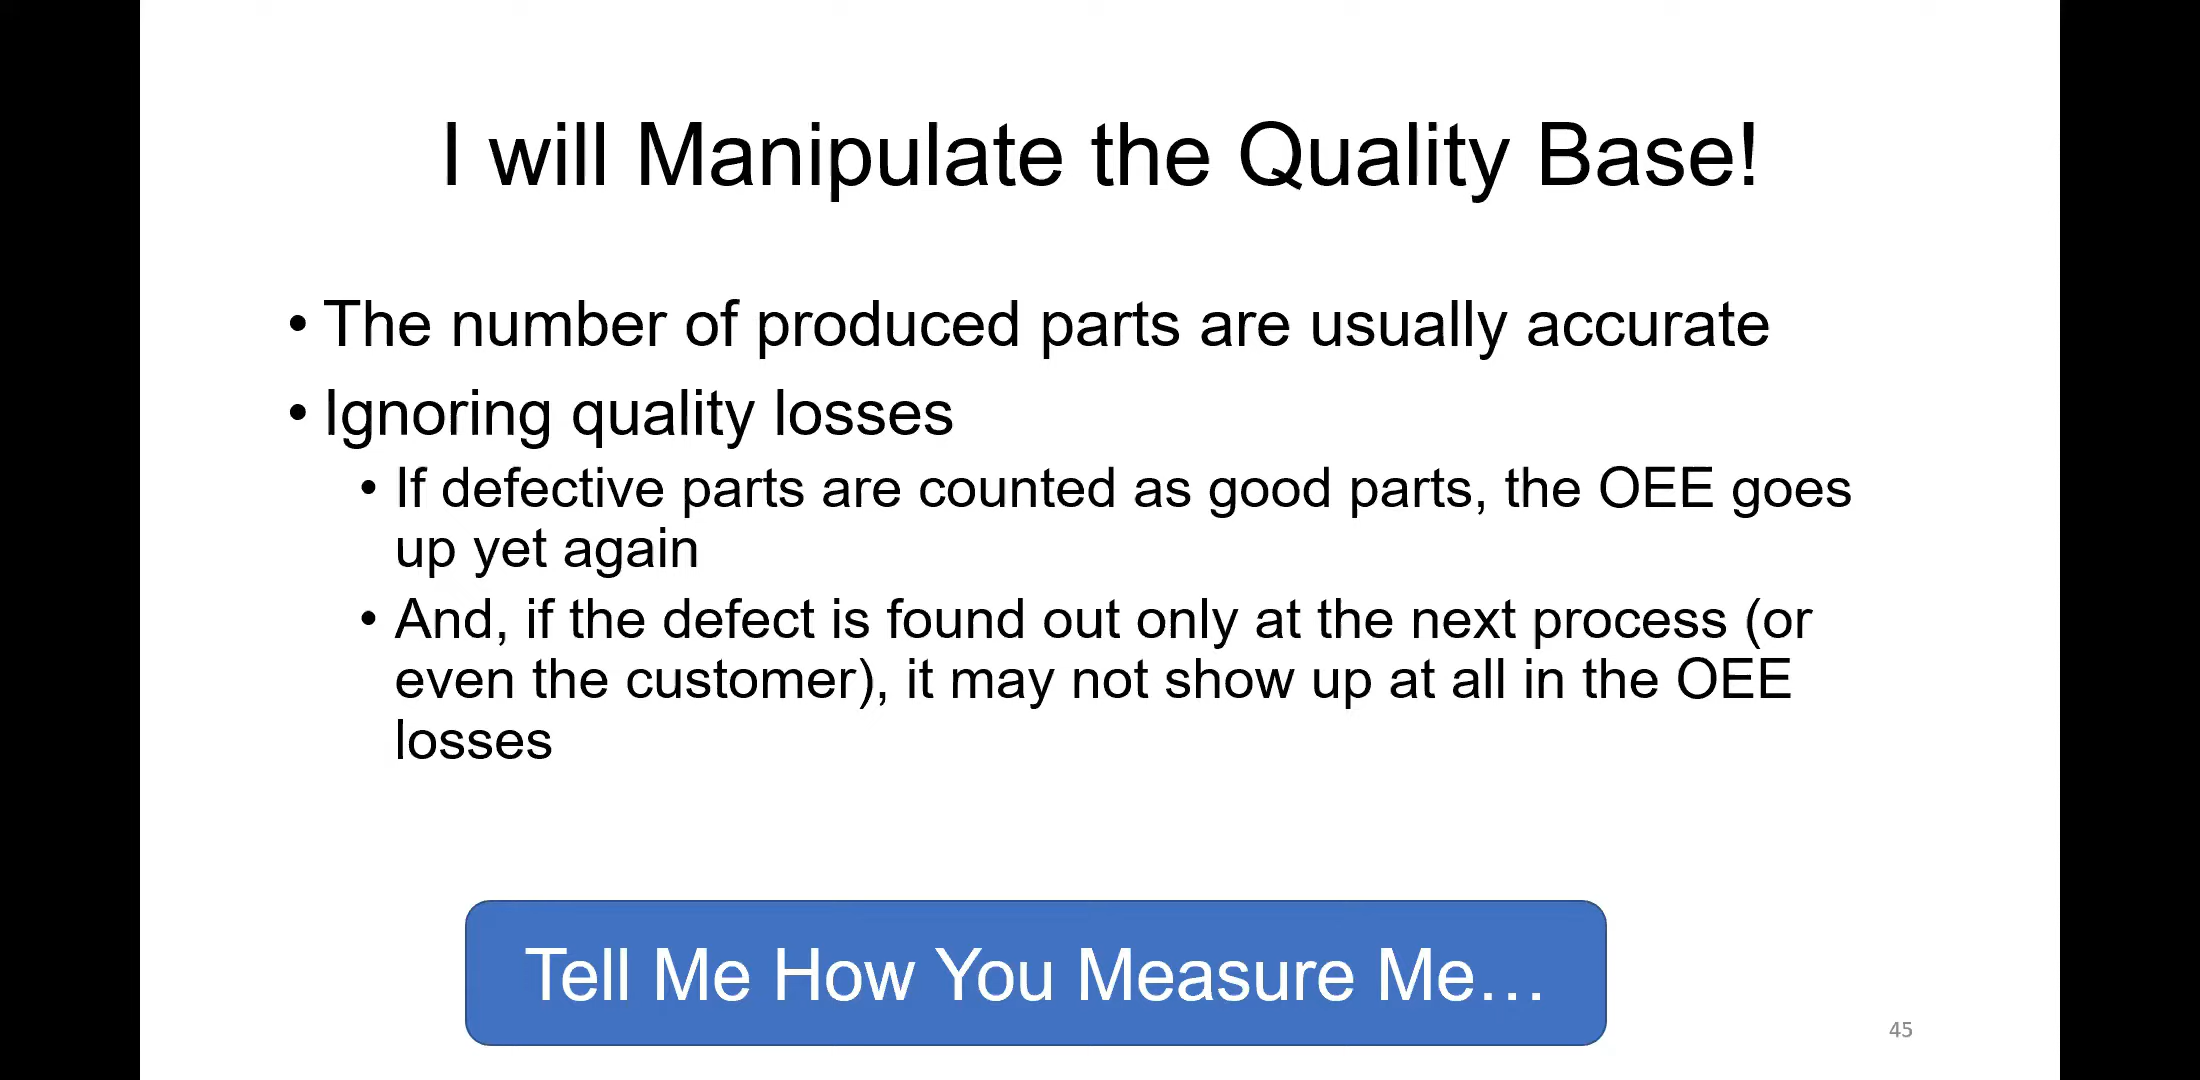 I will Manipulate the Quality Base!
• The number of produced parts are usually accurate
• Ignoring quality losses
• If defective parts are counted as good parts, the OEE goes
up yet again
• And, if the defect is found out only at the next process (or
even the customer), it may not show up at all in the OEE
losses
Tell Me How You Measure Me…
45